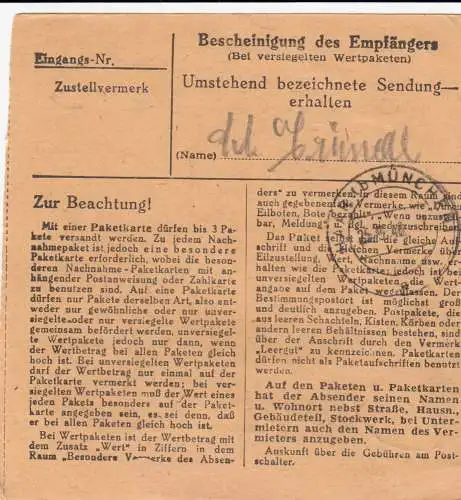 Eingangs-Nr.
Zustellvermerk
Bescheinigung des Empfängers
(Bei versiegelten Wertpaketen)
Umstehend bezeichnete Sendung
erhalten
(Name)
WALDMÜNCHEN
Zur Beachtung!
Mit einer Paketkarte dürfen bis 3 Pa-
kete versandt werden. Zu jedem Nach-
nahmepaket ist jedoch eine besondere
Paketkarte erforderlich, wobei die beson-
deren Nachnahme - Paketkarten mit an-
hängender Postanweisung oder Zahlkarte
zu benutzen sind. Auf eine Paketkarte
dürfen nur Pakete derselben Art, also ent-
weder nur gewöhnliche oder nur unver-
siegelte oder nur versiegelte Wertpakete
gemeinsam befördert werden, unversiegel-
te Wertpakete jedoch nur dann, wenn
der Wertbetrag bei allen Paketen gleich
hoch ist. Bei unversiegelten Wertpaketen
darf der Wertbetrag nur einmal auf der
Paketkarte vermerkt werden; bei ver-
siegelten Wertpaketen muß der Wert eines
jeden Pakets besonders auf der Paket-
karte angegeben sein, es sei denn, daß
er bei allen Paketen gleich hoch ist.
Bei Wertpaketen ist der Wertbetrag mit
dem Zusatz „Wert" in Ziffern in dem
Raum „Besondere Vermerke des Absen-
ders" zu vermerken. In diesem Raum sind
auch gegebenenfalls Vermerke, wie „Durch
Eilboten, Bote bezahlt", „Wenn unzustell-
bar, Meldung", dgl. niederzuschreiben.
Das Paket selbst muß die gleiche Auf-
schrift und die gleichen Vermerke über
Eilzustellung, Wert, Nachnahme usw. er-
halten wie die Paketkarte; jedoch ist bei
unversiegelten Wertpaketen die Wert-
angabe auf dem Paket wegzulassen. Der
Bestimmungspostort ist möglichst groß
und deutlich anzugeben. Postpakete, die
aus leeren Schachteln, Kisten, Körben oder
andern leeren Behältnissen bestehen, sind
über der Anschrift durch den Vermerk
„Leergut" zu kennzeichnen. Paketkarten
dürfen nicht als Paketaufschriften benutzt
werden.
Auf den Paketen u. Paketkarten
hat der Absender seinen Namen
u. Wohnort nebst Straße, Hausn.,
Gebäudeteil, Stockwerk, bei Unter-
mietern auch den Namen des Ver-
mieters anzugeben.
Auskunft über die Gebühren am Post-
schalter.